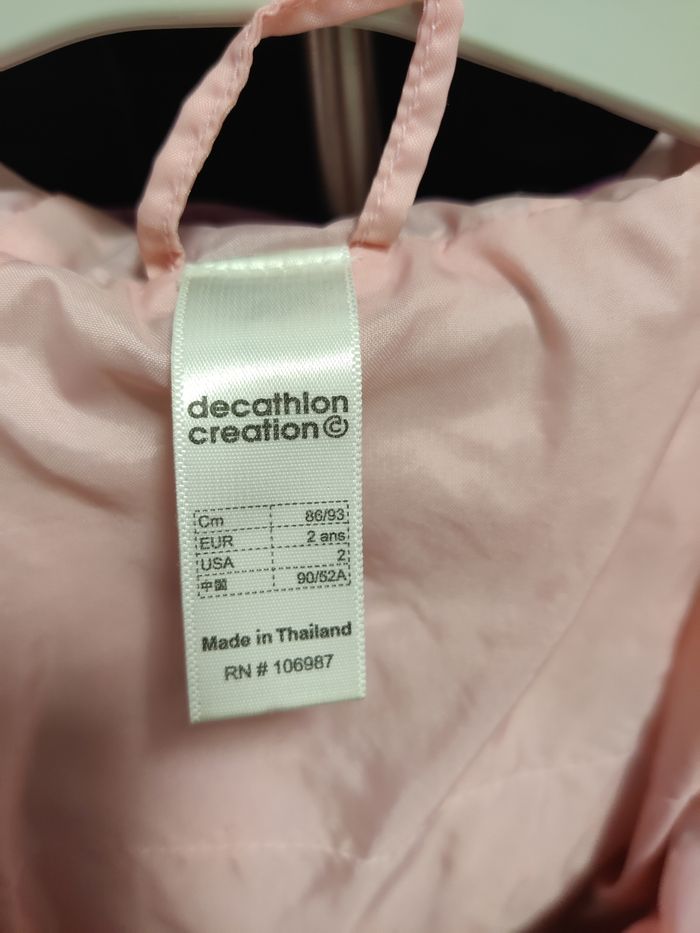 decathlon
creation©
Cm 86/93
EUR 2 ans
USA 2
中国 90/52A
Made in Thailand
RN # 106987